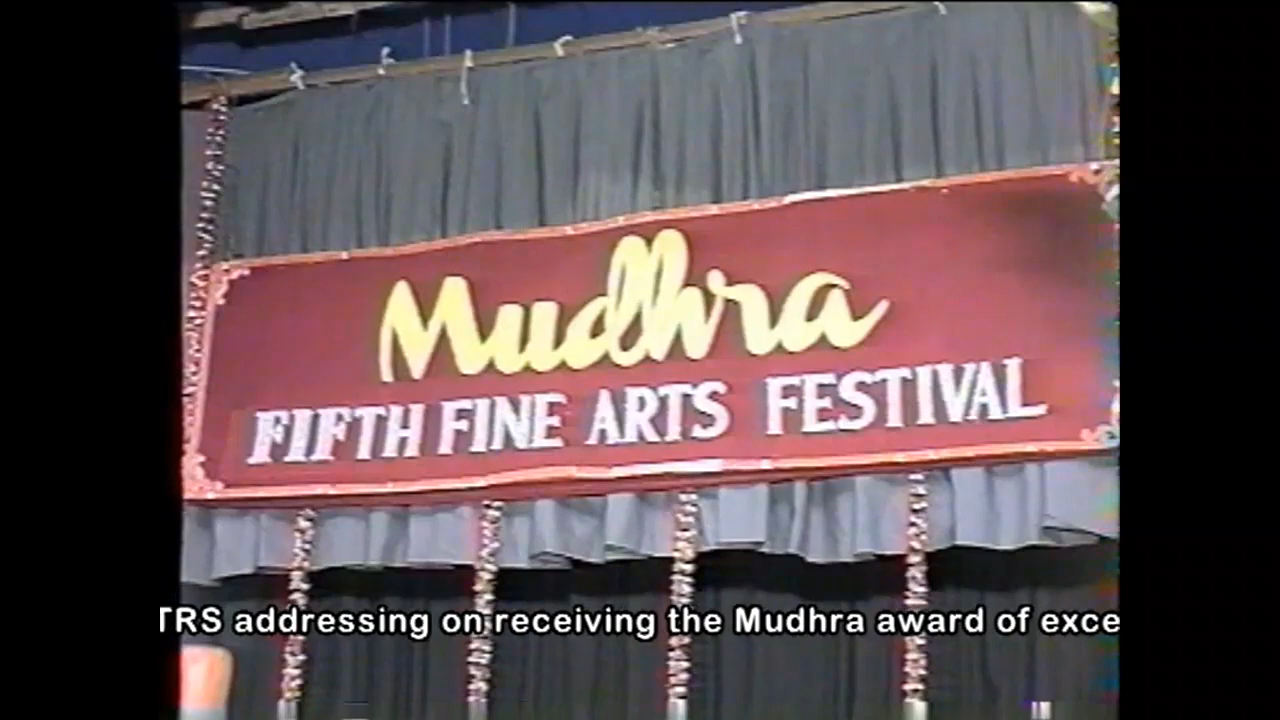 Mudhra
FIFTH FINE ARTS FESTIVAL
TRS addressing on receiving the Mudhra award of exce